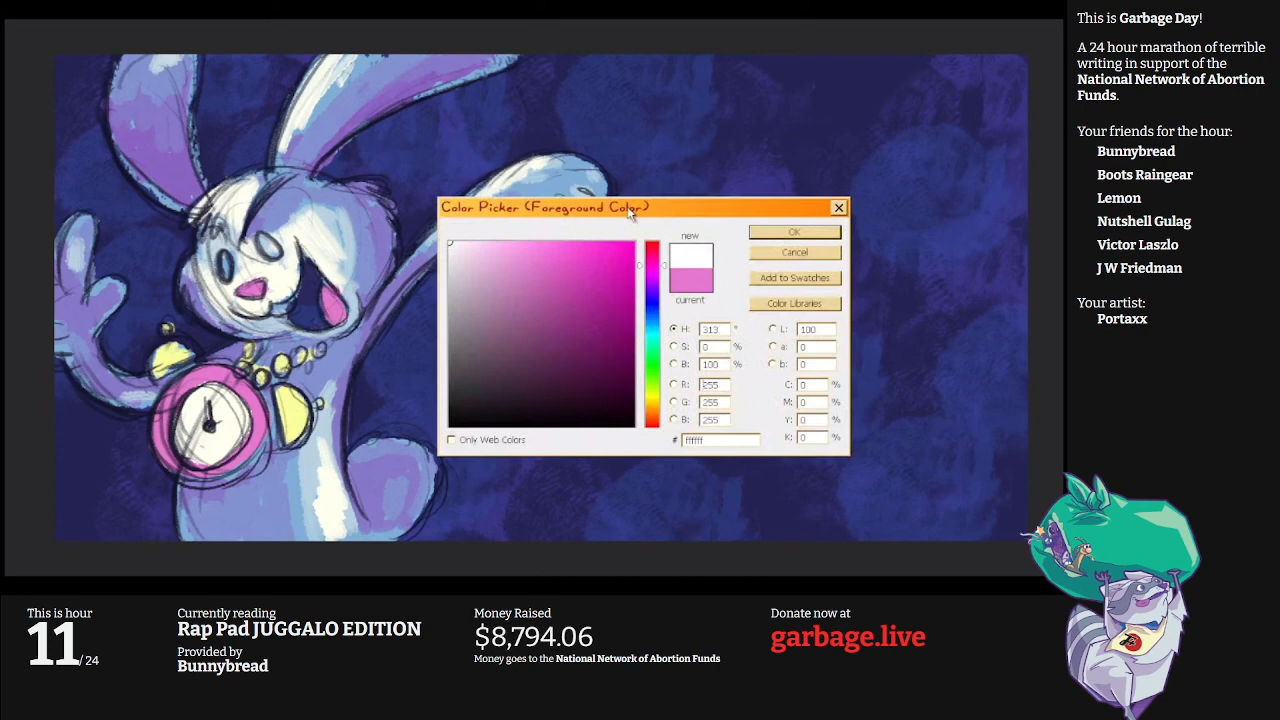 This is Garbage Day!
A 24 hour marathon of terrible
writing in support of the
National Network of Abortion
Funds.
Your friends for the hour:
Bunnybread
Boots Raingear
Lemon
Nutshell Gulag
Victor Laszlo
J W Friedman
Your artist:
Portaxx
Color Picker (Foreground Color)
new
current
OK
Cancel
Add to Swatches
Color Libraries
H: 313 °
S: 0 %
B: 100 %
R: 255
G: 255
B: 255
# ffffff
L: 100
a: 0
b: 0
C: 0 %
M: 0 %
Y: 0 %
K: 0 %
Only Web Colors
This is hour
11 / 24
Currently reading
Rap Pad JUGGALO EDITION
Provided by
Bunnybread
Money Raised
$8,794.06
Money goes to the National Network of Abortion Funds
Donate now at
garbage.live